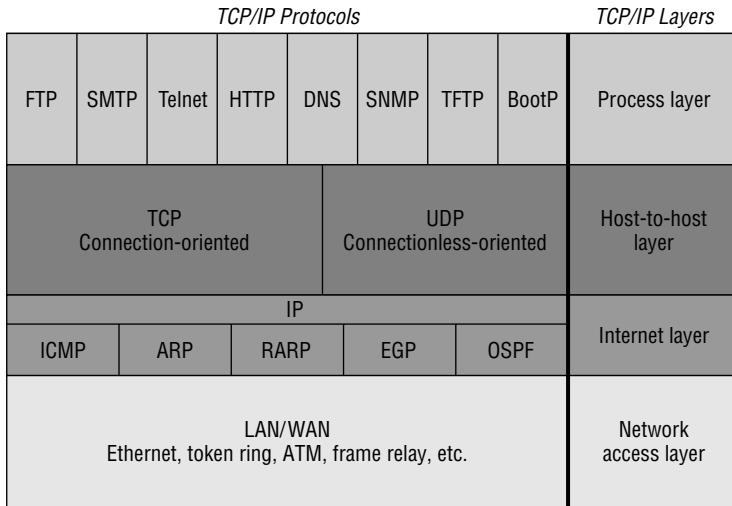 TCP/IP Protocols TCP/IP Layers
FTP SMTP Telnet HTTP DNS SNMP TFTP BootP Process layer
TCP
Connection-oriented
UDP
Connectionless-oriented
Host-to-host
layer
IP
ICMP ARP RARP EGP OSPF
Internet layer
LAN/WAN
Ethernet, token ring, ATM, frame relay, etc.
Network
access layer